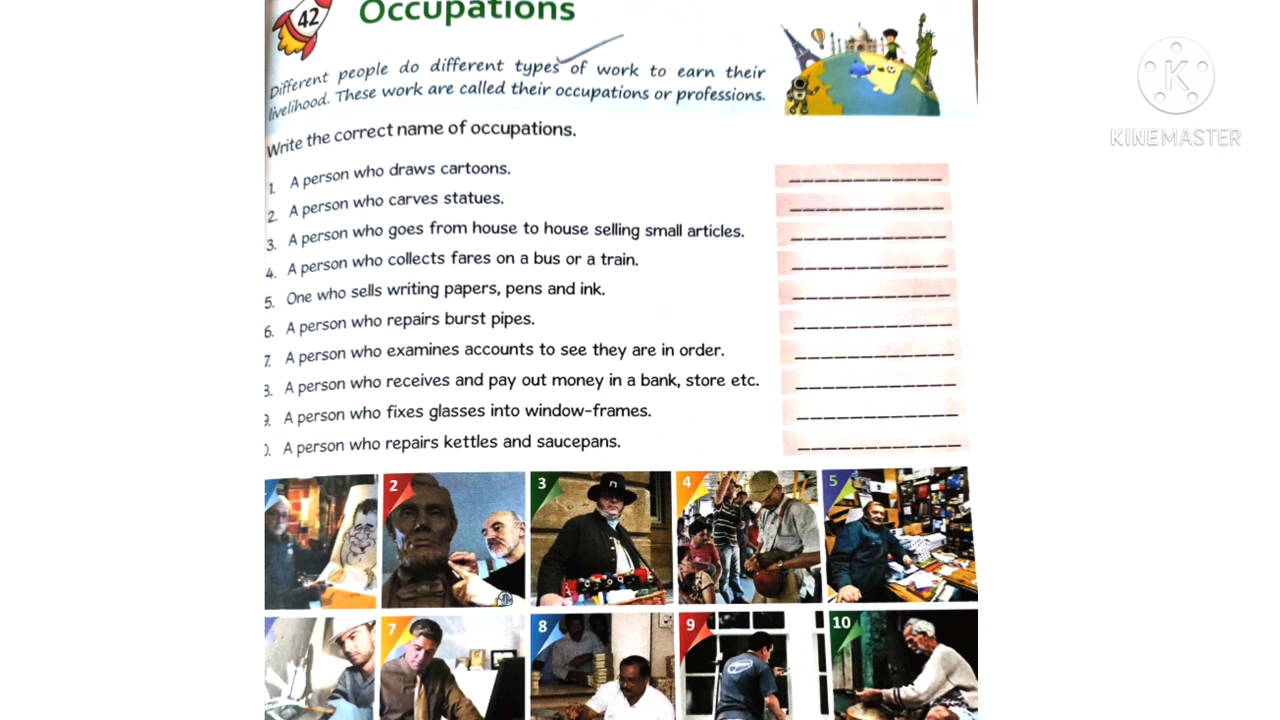 42
Occupations
Different people do different types of work to earn their
livelihood. These work are called their occupations or professions.
Write the correct name of occupations.
1. A person who draws cartoons.
2. A person who carves statues.
3. A person who goes from house to house selling small articles.
4. A person who collects fares on a bus or a train.
5. One who sells writing papers, pens and ink.
6. A person who repairs burst pipes.
7. A person who examines accounts to see they are in order.
8. A person who receives and pay out money in a bank, store etc.
9. A person who fixes glasses into window-frames.
0. A person who repairs kettles and saucepans.
2
3
4
5
7
8
9
10
K
KINEMASTER